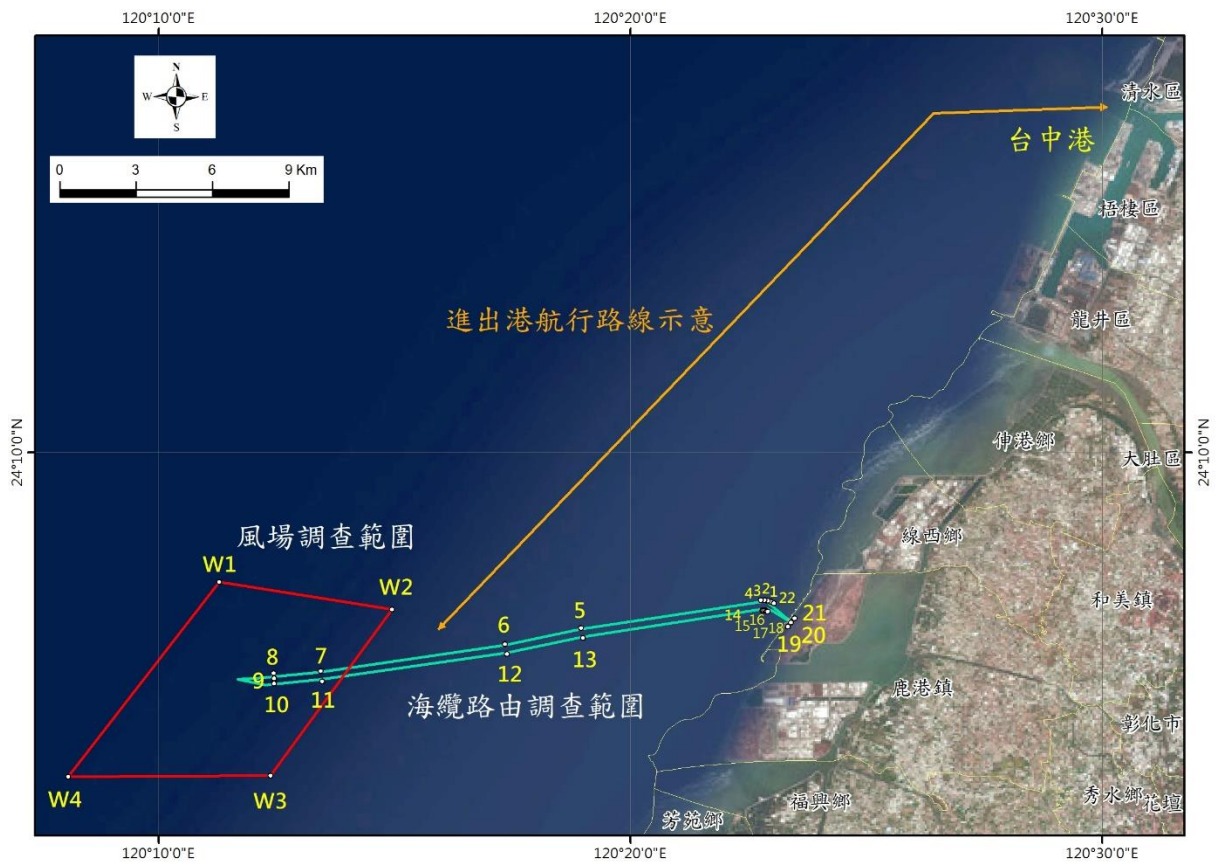 120°10'0"E
120°20'0"E
120°30'0"E
N
W
E
S
0
3
6
9 Km
清水區
台中港
梧棲區
進出港航行路線示意
龍井區
伸港鄉
24°10'0"N
大肚區
24°10'0"N
風場調查範圍
線西鄉
W1
W2
4
3
2
1
22
和美鎮
14
15
16
17
18
21
20
19
5
6
13
12
8
7
9
10
11
鹿港鎮
海纜路由調查範圍
彰化市
W4
W3
福興鄉
秀水鄉
花壇
芳苑鄉
120°10'0"E
120°20'0"E
120°30'0"E